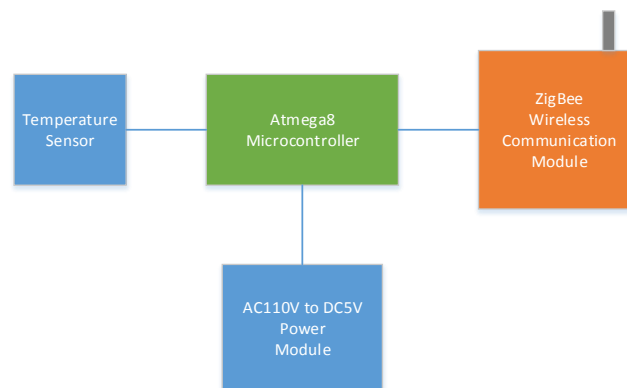 Temperature
Sensor
Atmega8
Microcontroller
ZigBee
Wireless
Communication
Module
AC110V to DC5V
Power
Module